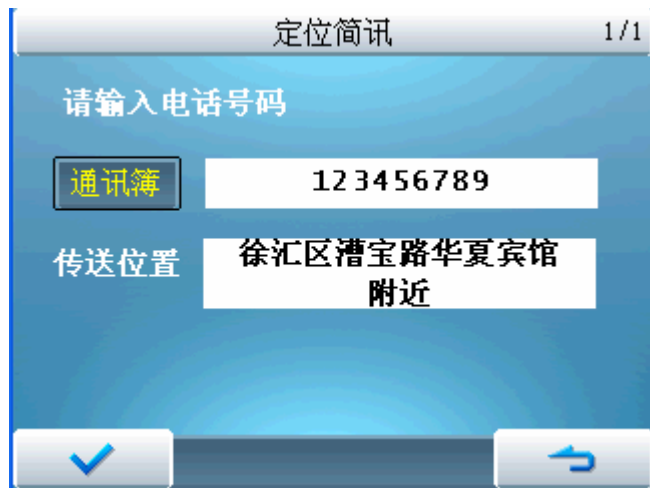 定位简讯 1/1
请输入电话号码
通讯簿 123456789
传送位置 徐汇区漕宝路华夏宾馆
附近